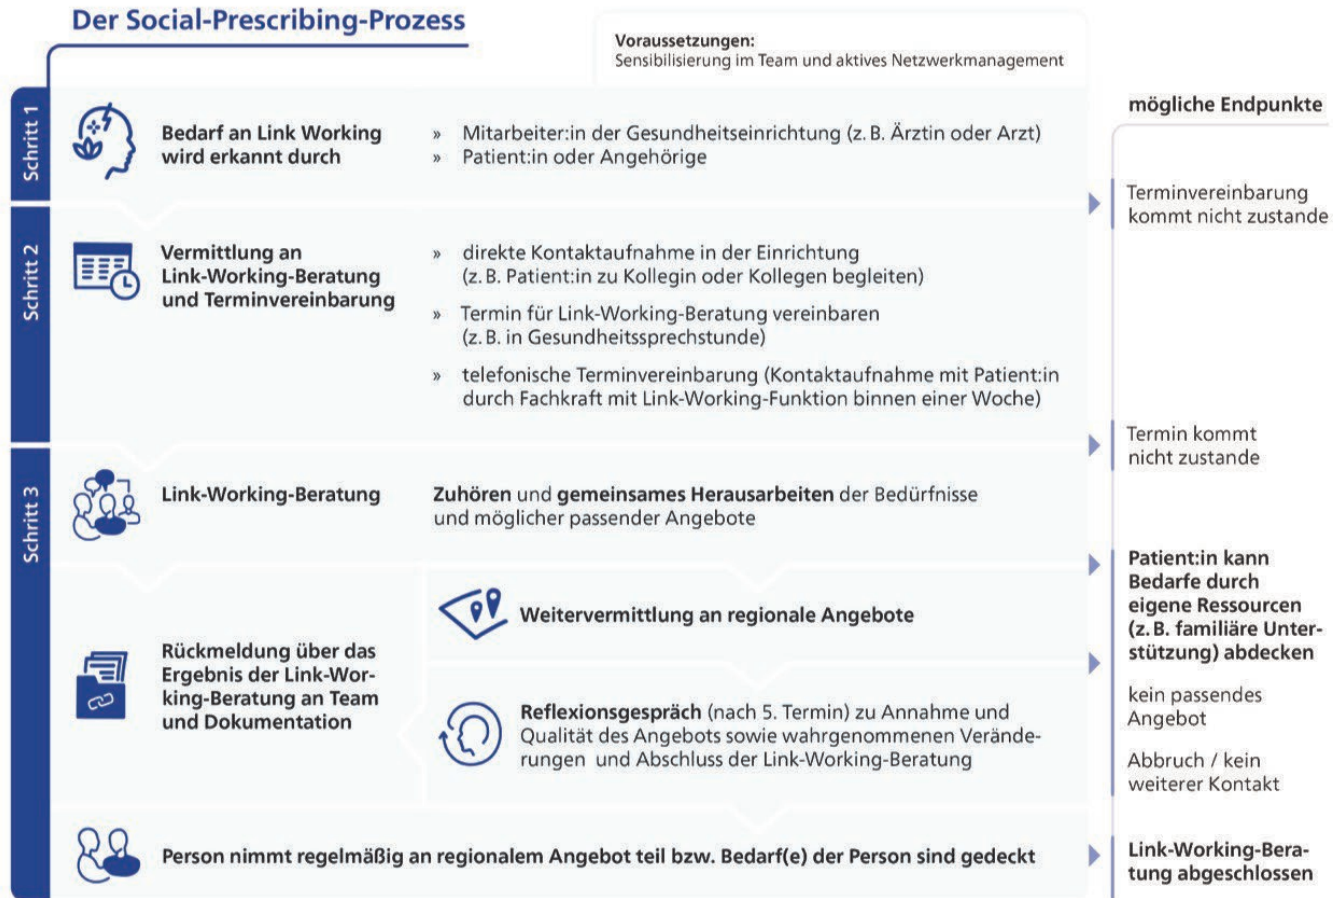 Der Social-Prescribing-Prozess
Voraussetzungen:
Sensibilisierung im Team und aktives Netzwerkmanagement
mögliche Endpunkte
Schritt 1
Bedarf an Link Working
wird erkannt durch
» Mitarbeiter:in der Gesundheitseinrichtung (z. B. Ärztin oder Arzt)
» Patient:in oder Angehörige
Terminvereinbarung
kommt nicht zustande
Schritt 2
Vermittlung an
Link-Working-Beratung
und Terminvereinbarung
» direkte Kontaktaufnahme in der Einrichtung
(z. B. Patient:in zu Kollegin oder Kollegen begleiten)
» Termin für Link-Working-Beratung vereinbaren
(z. B. in Gesundheitssprechstunde)
» telefonische Terminvereinbarung (Kontaktaufnahme mit Patient:in
durch Fachkraft mit Link-Working-Funktion binnen einer Woche)
Termin kommt
nicht zustande
Schritt 3
Link-Working-Beratung
Zuhören und gemeinsames Herausarbeiten der Bedürfnisse
und möglicher passender Angebote
Patient:in kann
Bedarfe durch
eigene Ressourcen
(z. B. familiäre Unter-
stützung) abdecken
Rückmeldung über das
Ergebnis der Link-Wor-
king-Beratung an Team
und Dokumentation
Weitervermittlung an regionale Angebote
Reflexionsgespräch (nach 5. Termin) zu Annahme und
Qualität des Angebots sowie wahrgenommenen Verände-
rungen und Abschluss der Link-Working-Beratung
kein passendes
Angebot
Abbruch / kein
weiterer Kontakt
Person nimmt regelmäßig an regionalem Angebot teil bzw. Bedarf(e) der Person sind gedeckt
Link-Working-Bera-
tung abgeschlossen